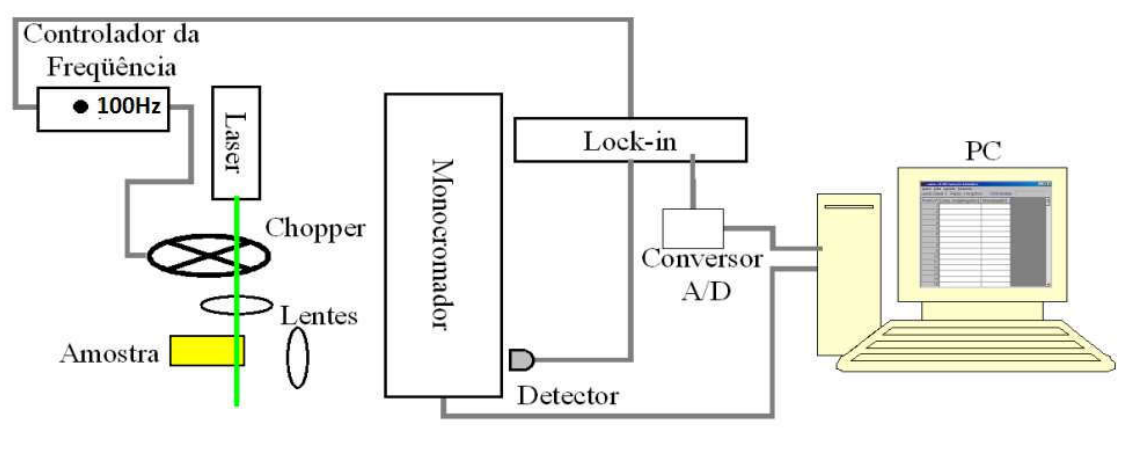 Controlador da
Freqüência
100Hz
Laser
Chopper
Lentes
Amostra
Monocromador
Lock-in
Detector
Conversor
A/D
PC